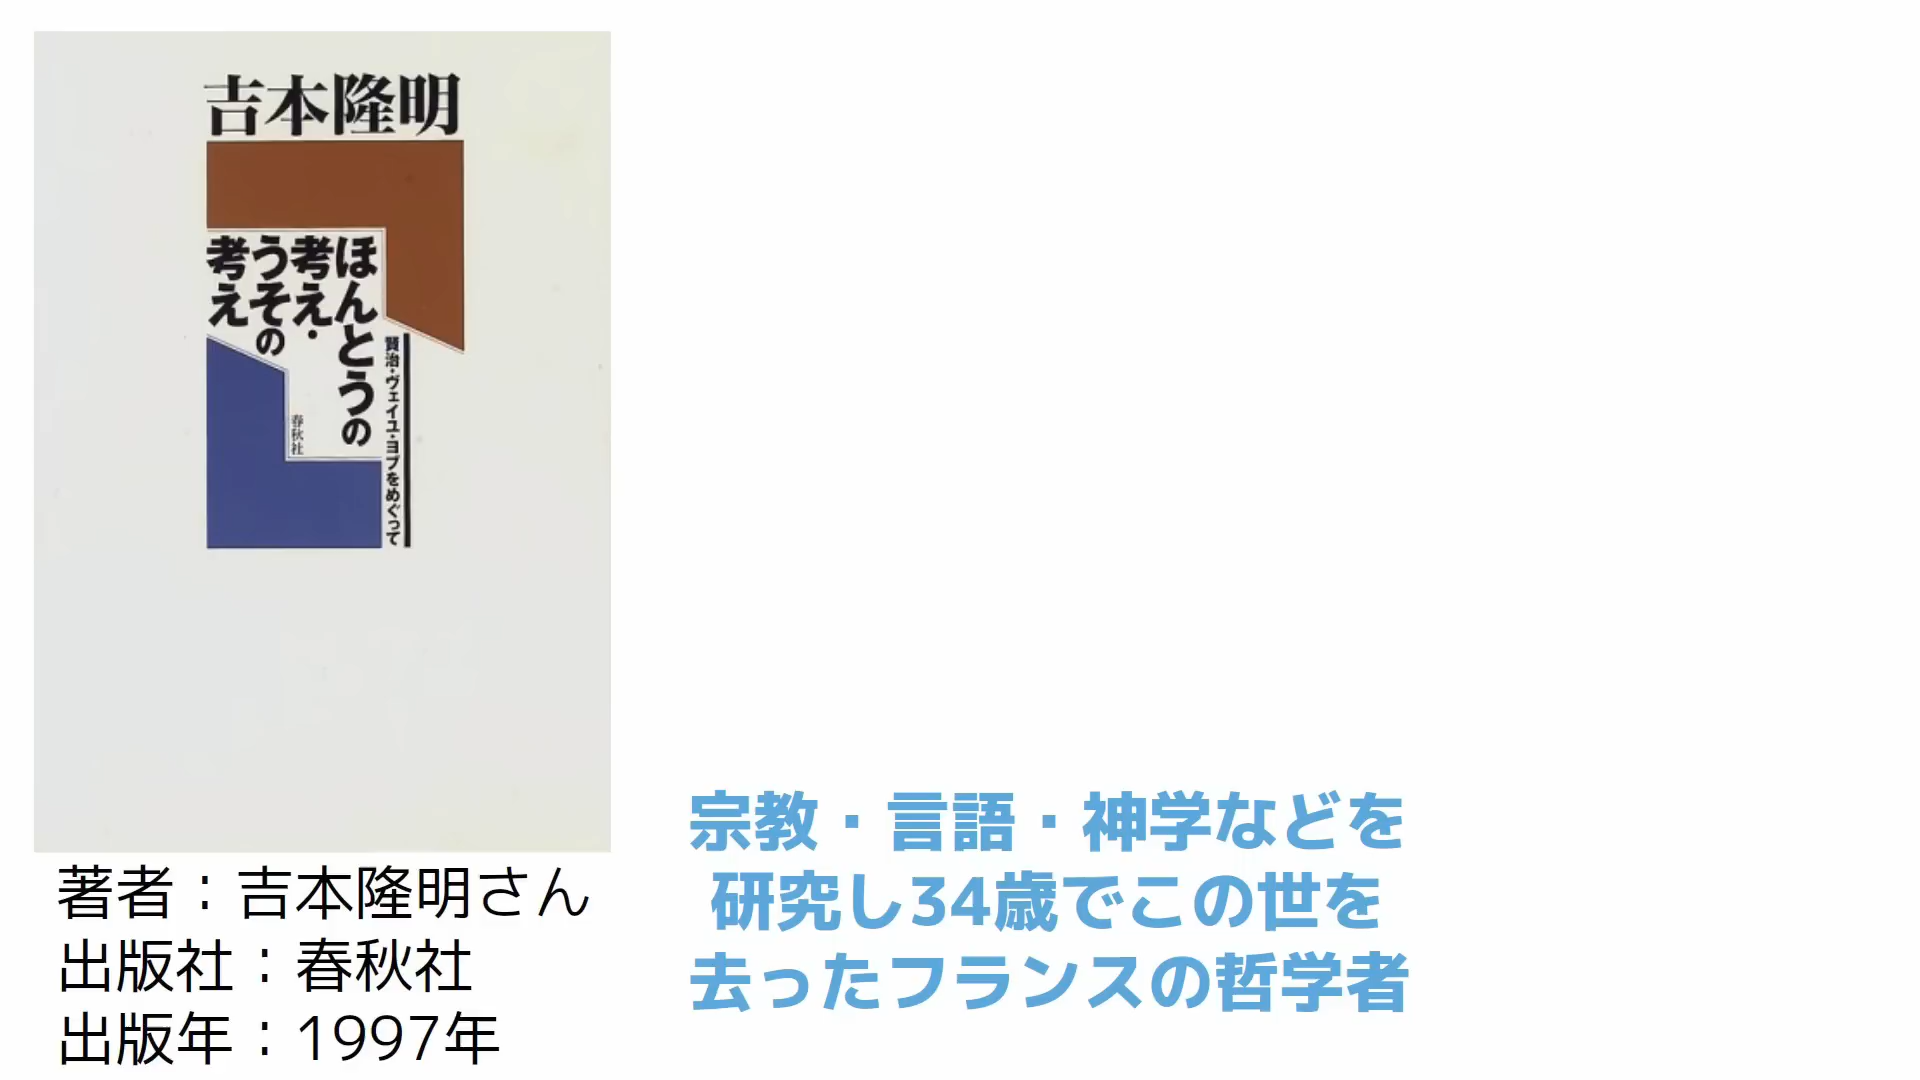 吉本隆明
ほんとうの
考え・
うその
考え
賢治・ヴェイユ・ヨブをめぐって
春秋社
著者：吉本隆明さん
出版社：春秋社
出版年：1997年
宗教・言語・神学などを
研究し34歳でこの世を
去ったフランスの哲学者